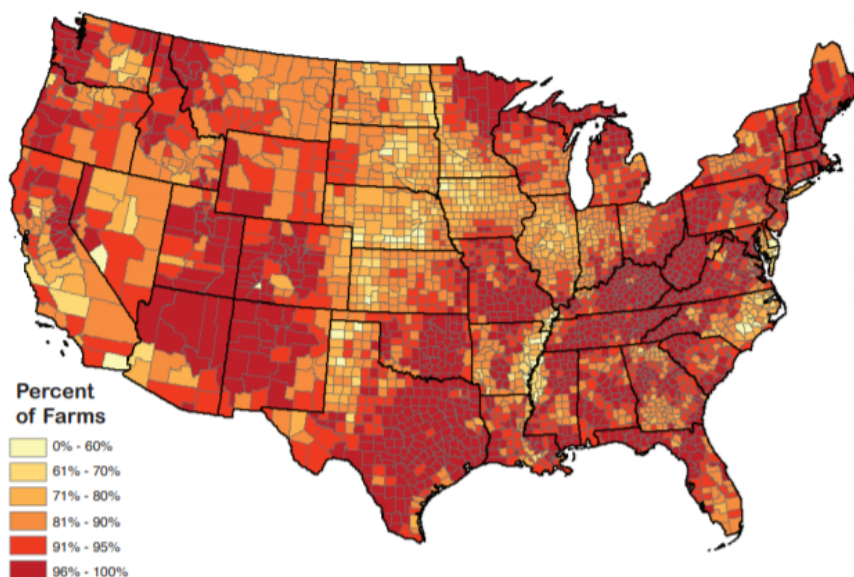 Percent
of Farms
0% - 60%
61% - 70%
71% - 80%
81% - 90%
91% - 95%
96% - 100%